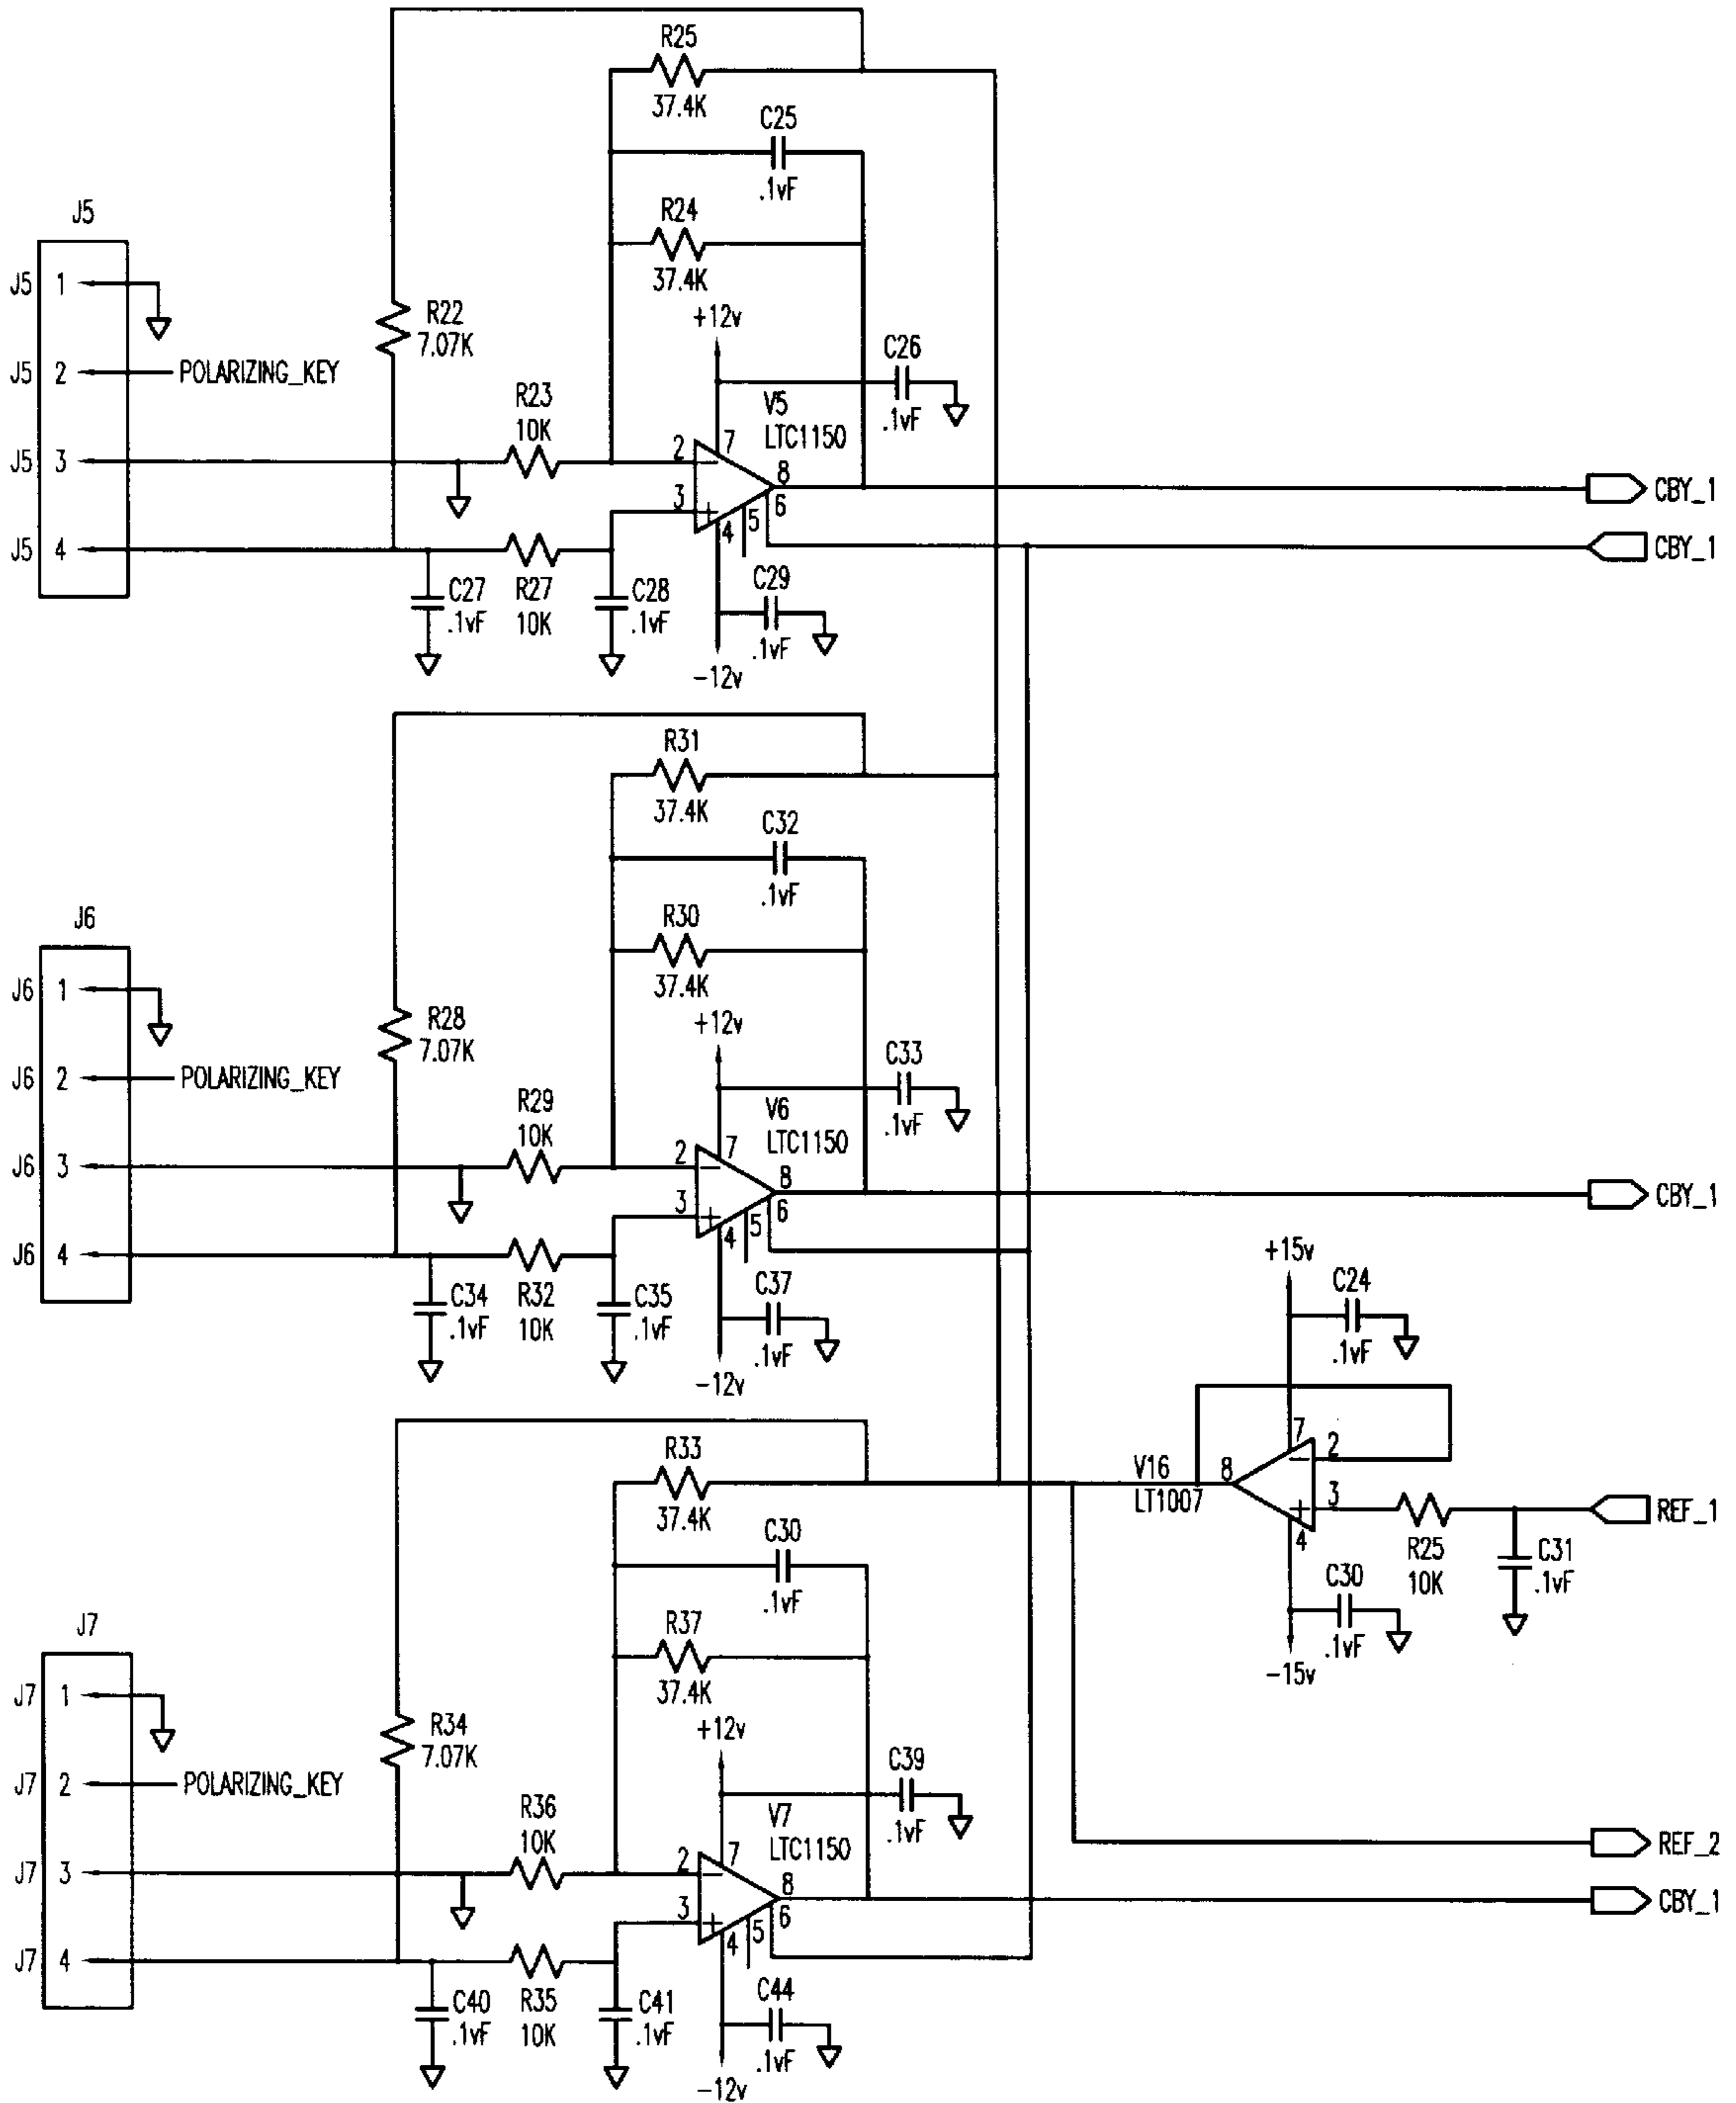 R25
37.4K
C25
.1vF
R24
37.4K
J5
J5 1
J5 2 POLARIZING_KEY
J5 3
J5 4
R22
7.07K
+12v
C26
.1vF
R23
10K
V5
LTC1150
2 7
8
3
6
4 5
CBY_1
CBY_1
C27
.1vF
R27
10K
C28
.1vF
C29
.1vF
-12v
R31
37.4K
C32
.1vF
R30
37.4K
J6
J6 1
J6 2 POLARIZING_KEY
J6 3
J6 4
R28
7.07K
+12v
C33
.1vF
R29
10K
V6
LTC1150
2 7
8
3
6
4 5
CBY_1
C34
.1vF
R32
10K
C35
.1vF
C37
.1vF
-12v
+15v
C24
.1vF
7
2
V16
LT1007
8
3
4
R25
10K
C31
.1vF
REF_1
C30
.1vF
-15v
R33
37.4K
C30
.1vF
R37
37.4K
J7
J7 1
J7 2 POLARIZING_KEY
J7 3
J7 4
R34
7.07K
+12v
C39
.1vF
R36
10K
V7
LTC1150
2 7
8
3
6
4 5
REF_2
CBY_1
C40
.1vF
R35
10K
C41
.1vF
C44
.1vF
-12v